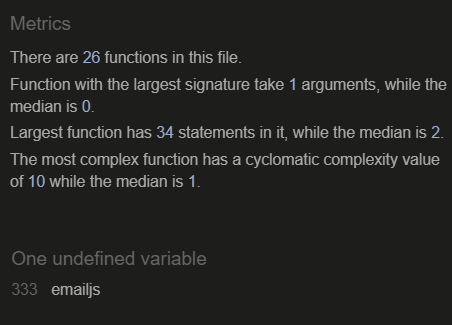 Metrics
There are 26 functions in this file.
Function with the largest signature take 1 arguments, while the
median is 0.
Largest function has 34 statements in it, while the median is 2.
The most complex function has a cyclomatic complexity value
of 10 while the median is 1.
One undefined variable
333 emailjs